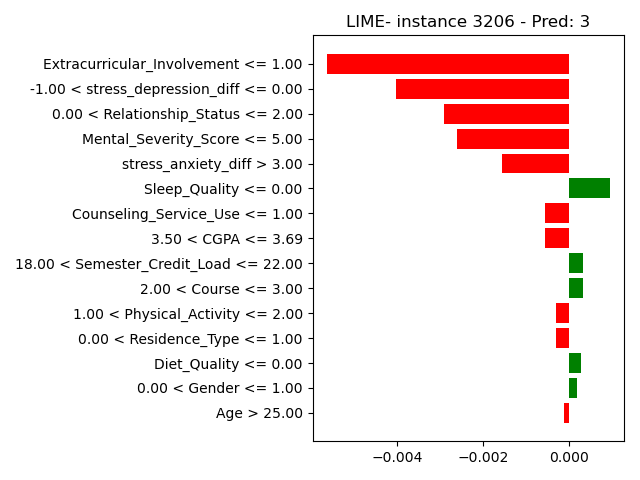 LIME- instance 3206 - Pred: 3
Extracurricular_Involvement <= 1.00
-1.00 < stress_depression_diff <= 0.00
0.00 < Relationship_Status <= 2.00
Mental_Severity_Score <= 5.00
stress_anxiety_diff > 3.00
Sleep_Quality <= 0.00
Counseling_Service_Use <= 1.00
3.50 < CGPA <= 3.69
18.00 < Semester_Credit_Load <= 22.00
2.00 < Course <= 3.00
1.00 < Physical_Activity <= 2.00
0.00 < Residence_Type <= 1.00
Diet_Quality <= 0.00
0.00 < Gender <= 1.00
Age > 25.00
−0.004 −0.002 0.000